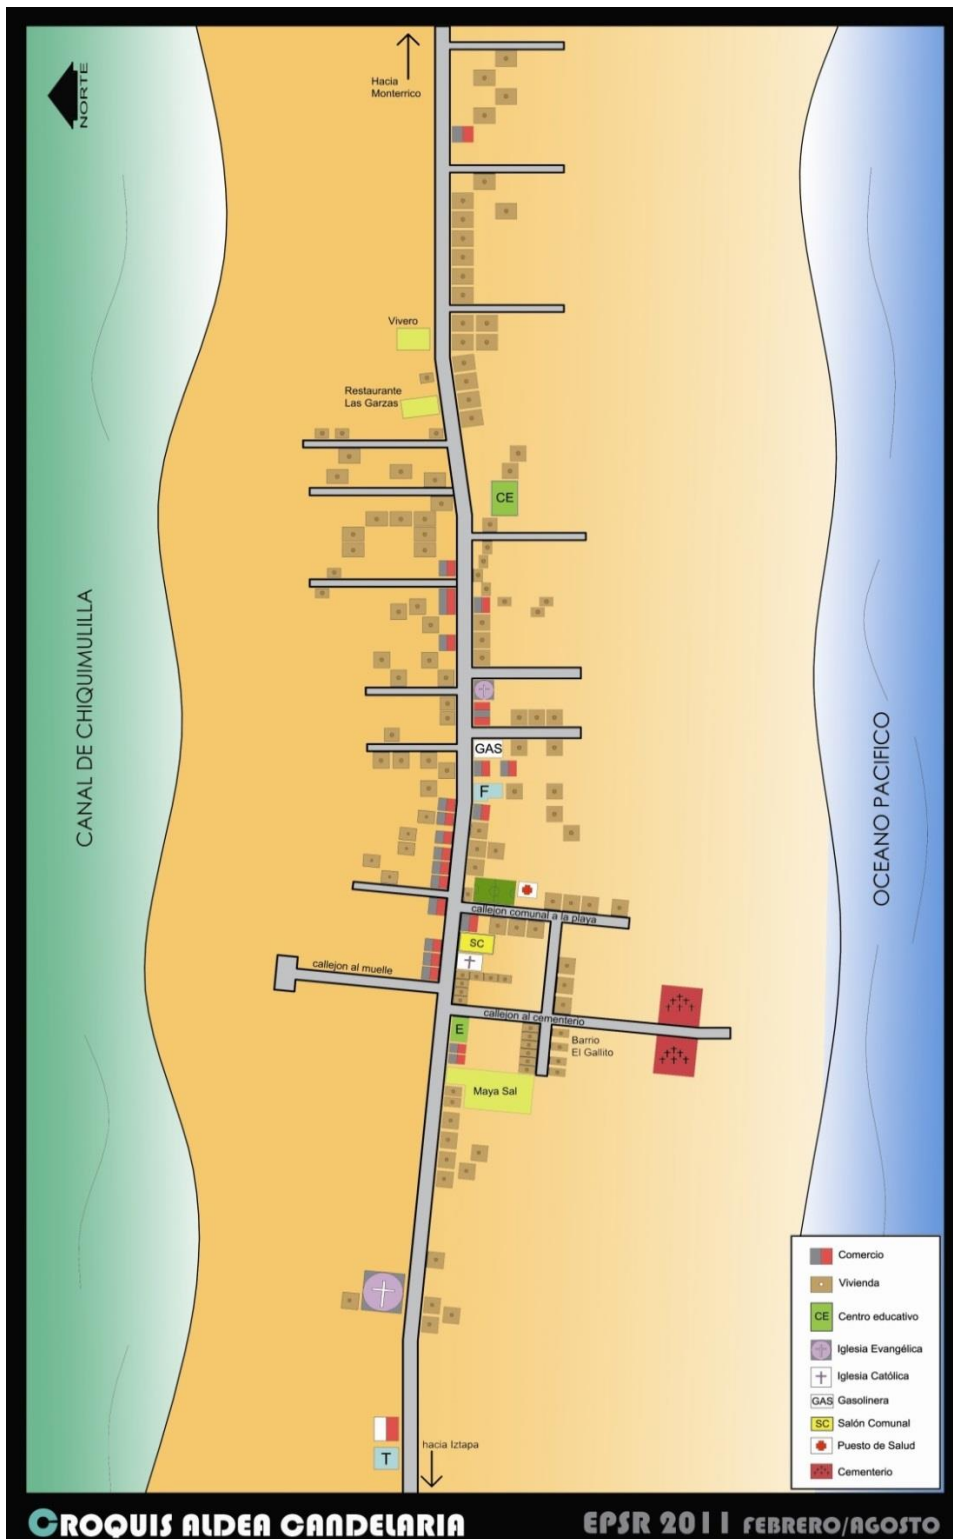 NORTE
Hacia
Monterrico
Vivero
Restaurante
Las Garzas
CE
GAS
F
callejon comunal a la playa
SC
callejon al muelle
callejon al cementerio
E
Barrio
El Gallito
Maya Sal
CANAL DE CHIQUIMULILLA
OCEANO PACIFICO
T
hacia Iztapa
Comercio
Vivienda
CE Centro educativo
Iglesia Evangélica
Iglesia Católica
GAS Gasolinera
SC Salón Comunal
Puesto de Salud
Cementerio
CROQUIS ALDEA CANDELARIA
EPSR 2011 FEBRERO/AGOSTO